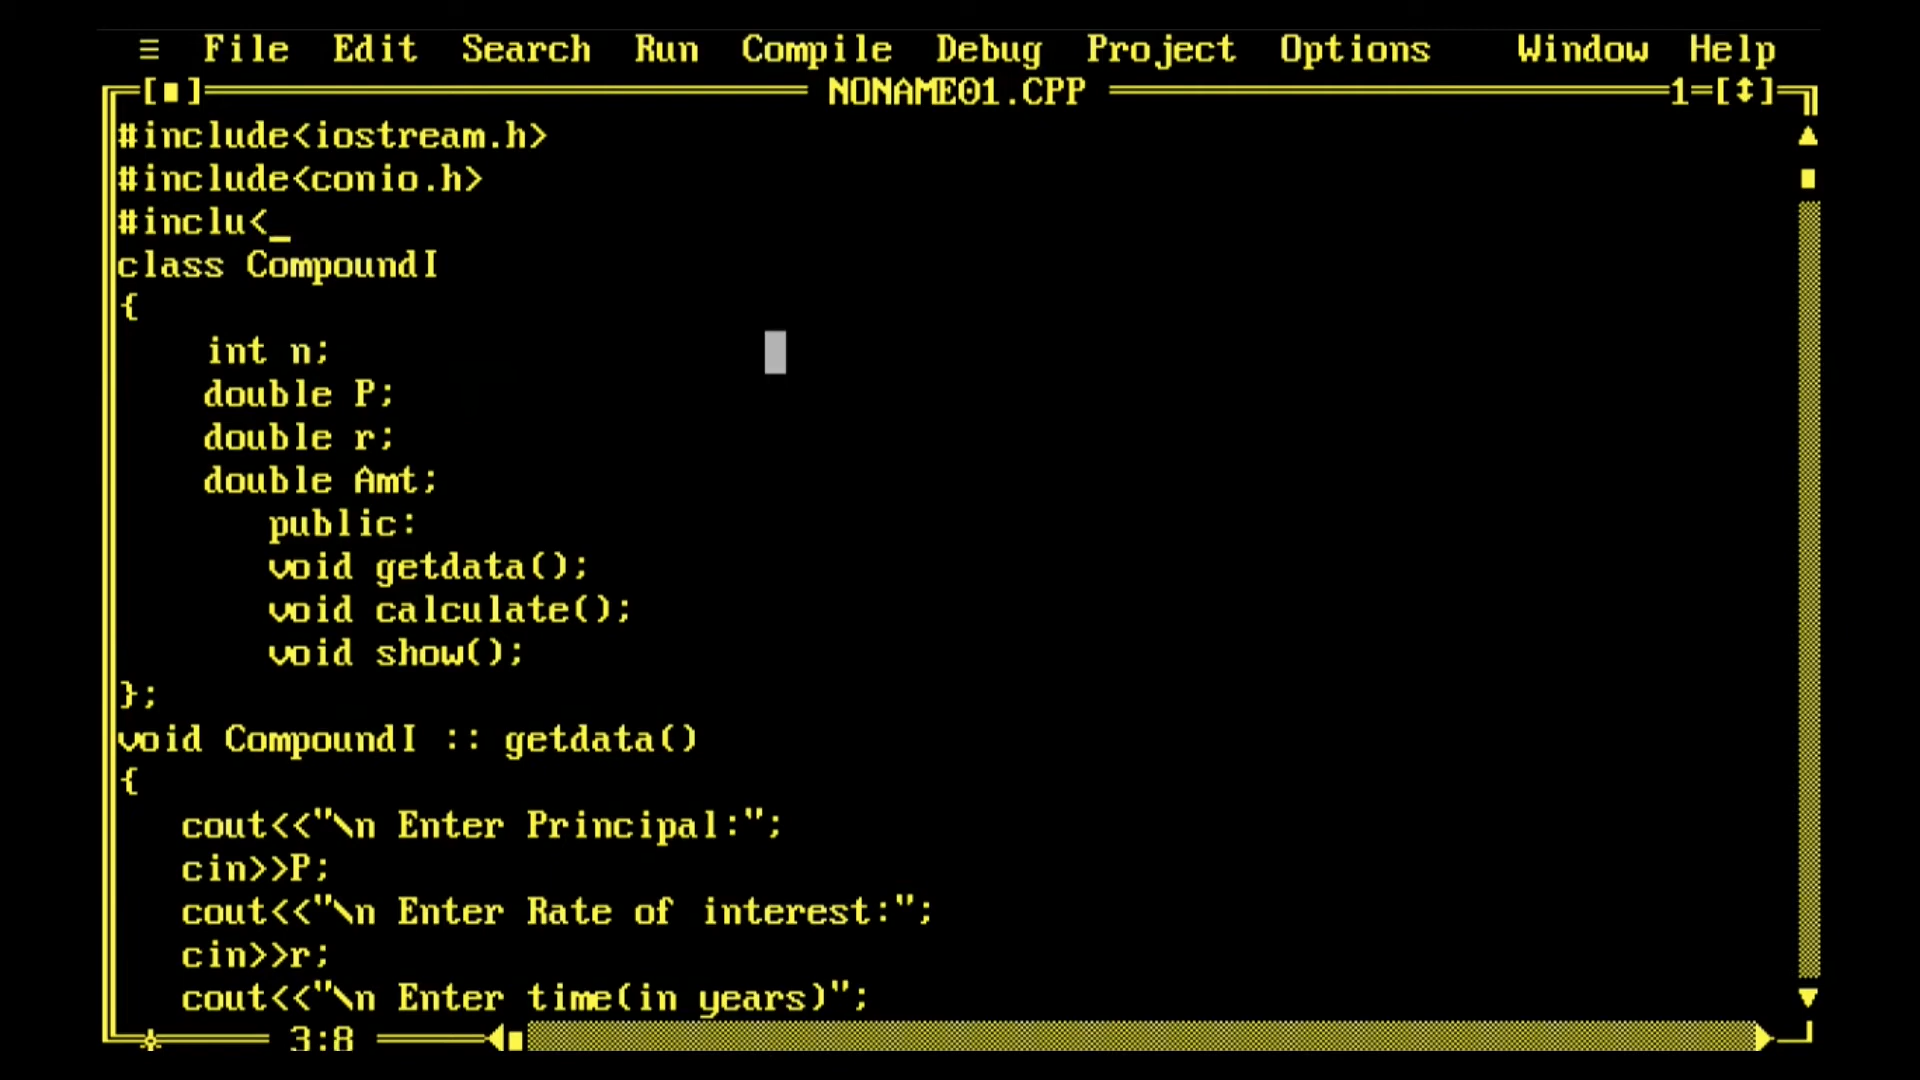 ≡ File Edit Search Run Compile Debug Project Options Window Help
[■] NONAME01.CPP 1=[↕]
#include<iostream.h>
#include<conio.h>
#inclu<_
class CompoundI
{
int n;
double P;
double r;
double Amt;
public:
void getdata();
void calculate();
void show();
};
void CompoundI :: getdata()
{
cout<<"\n Enter Principal:";
cin>>P;
cout<<"\n Enter Rate of interest:";
cin>>r;
cout<<"\n Enter time(in years)";
3:8